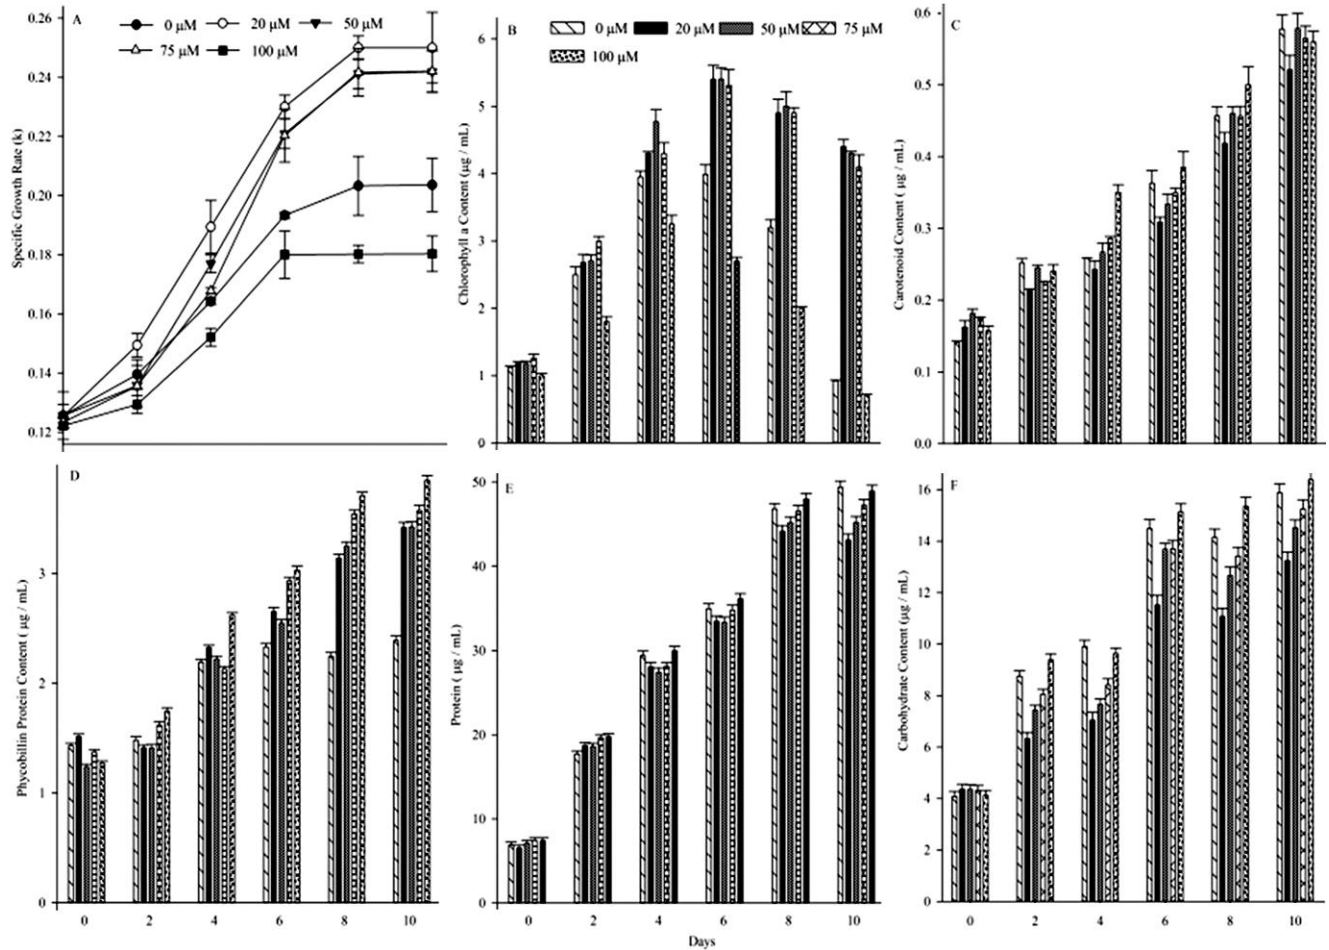 A
0 µM 20 µM 50 µM
75 µM 100 µM
Specific Growth Rate (k)
0.26
0.24
0.22
0.20
0.18
0.16
0.14
0.12
B
0 µM 20 µM 50 µM 75 µM
100 µM
Chlorophyll a Content (µg / mL)
6
5
4
3
2
1
0
C
Carotenoid Content ( µg / mL)
0.6
0.5
0.4
0.3
0.2
0.1
0.0
D
Phycobillin Protein Content ( µg / mL)
3
2
1
0
0 2 4 6 8 10
E
Protein ( µg / mL)
50
40
30
20
10
0
0 2 4 6 8 10
Days
F
Carbohydrate Content (µg / mL)
16
14
12
10
8
6
4
2
0
0 2 4 6 8 10